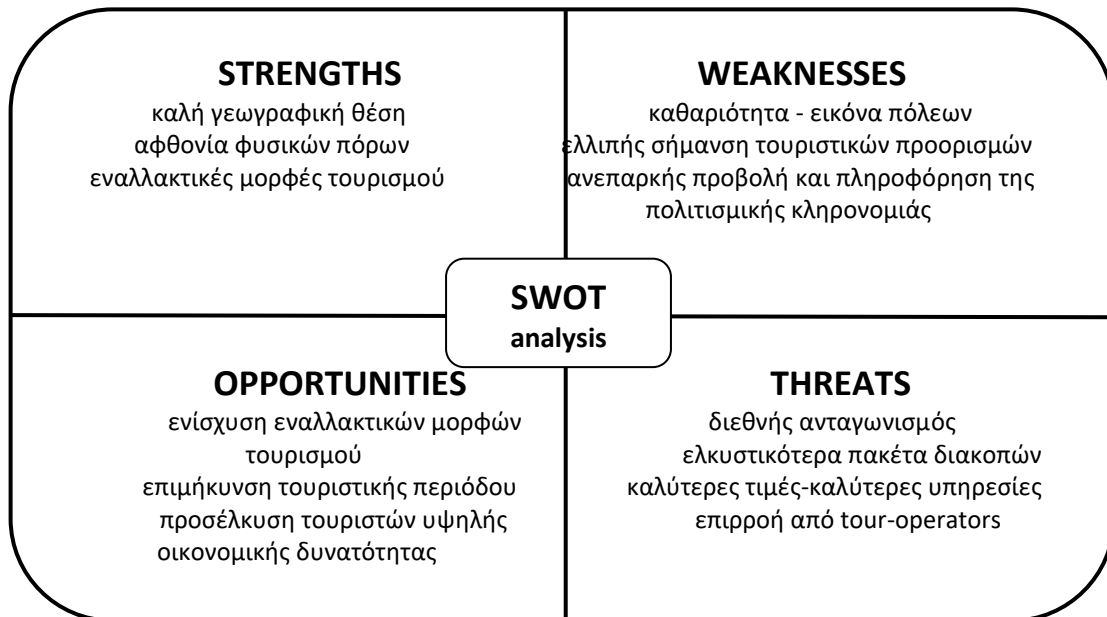 STRENGTHS
καλή γεωγραφική θέση
αφθονία φυσικών πόρων
εναλλακτικές μορφές τουρισμού
WEAKNESSES
καθαριότητα - εικόνα πόλεων
ελλιπής σήμανση τουριστικών προορισμών
ανεπαρκής προβολή και πληροφόρηση της
πολιτισμικής κληρονομιάς
SWOT
analysis
OPPORTUNITIES
ενίσχυση εναλλακτικών μορφών
τουρισμού
επιμήκυνση τουριστικής περιόδου
προσέλκυση τουριστών υψηλής
οικονομικής δυνατότητας
THREATS
διεθνής ανταγωνισμός
ελκυστικότερα πακέτα διακοπών
καλύτερες τιμές-καλύτερες υπηρεσίες
επιρροή από tour-operators